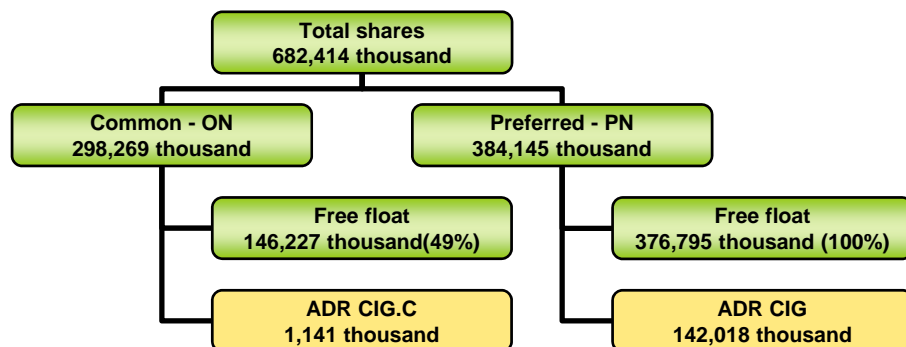 Total shares
682,414 thousand
Common - ON
298,269 thousand
Preferred - PN
384,145 thousand
Free float
146,227 thousand(49%)
Free float
376,795 thousand (100%)
ADR CIG.C
1,141 thousand
ADR CIG
142,018 thousand